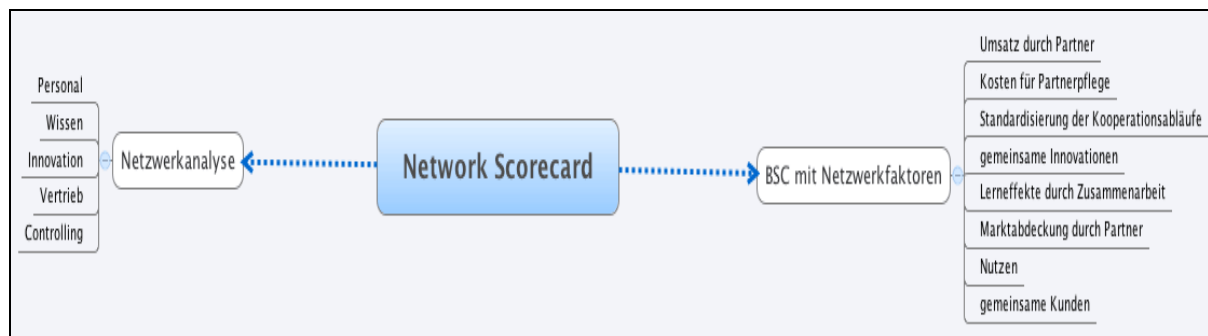 Network Scorecard
Netzwerkanalyse
Personal
Wissen
Innovation
Vertrieb
Controlling
BSC mit Netzwerkfaktoren
Umsatz durch Partner
Kosten für Partnerpflege
Standardisierung der Kooperationsabläufe
gemeinsame Innovationen
Lerneffekte durch Zusammenarbeit
Marktabdeckung durch Partner
Nutzen
gemeinsame Kunden